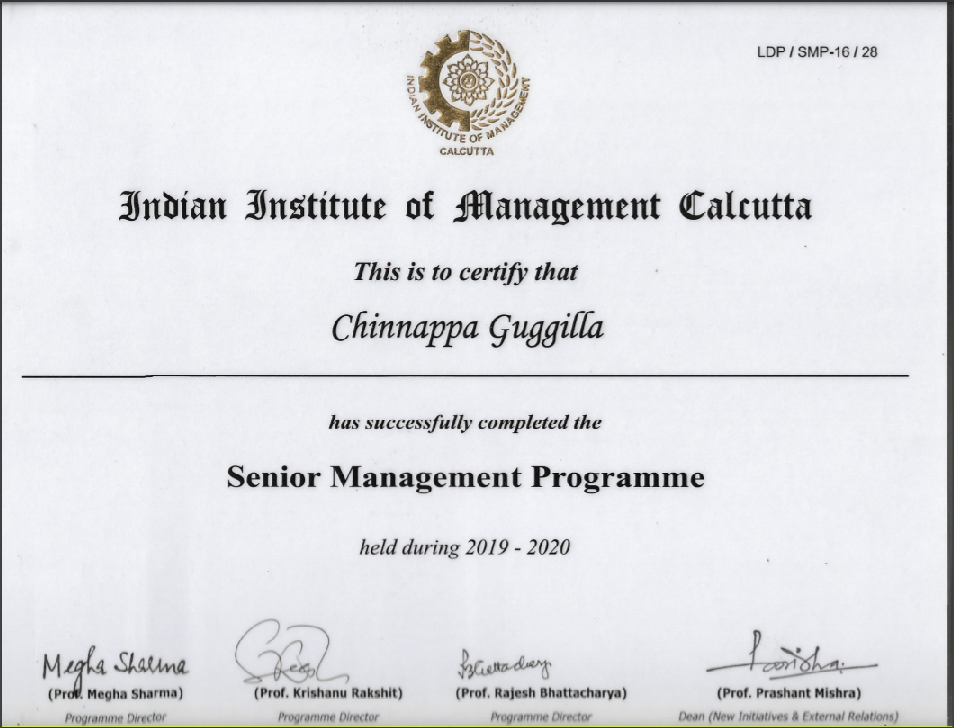 LDP / SMP-16 / 28
INDIAN INSTITUTE OF MANAGEMENT
CALCUTTA
Indian Institute of Management Calcutta
This is to certify that
Chinnappa Guggilla
has successfully completed the
Senior Management Programme
held during 2019 - 2020
Megha Sharma
(Prof. Megha Sharma) (Prof. Krishanu Rakshit) (Prof. Rajesh Bhattacharya) (Prof. Prashant Mishra)
Programme Director Programme Director Programme Director Dean (New Initiatives & External Relations)